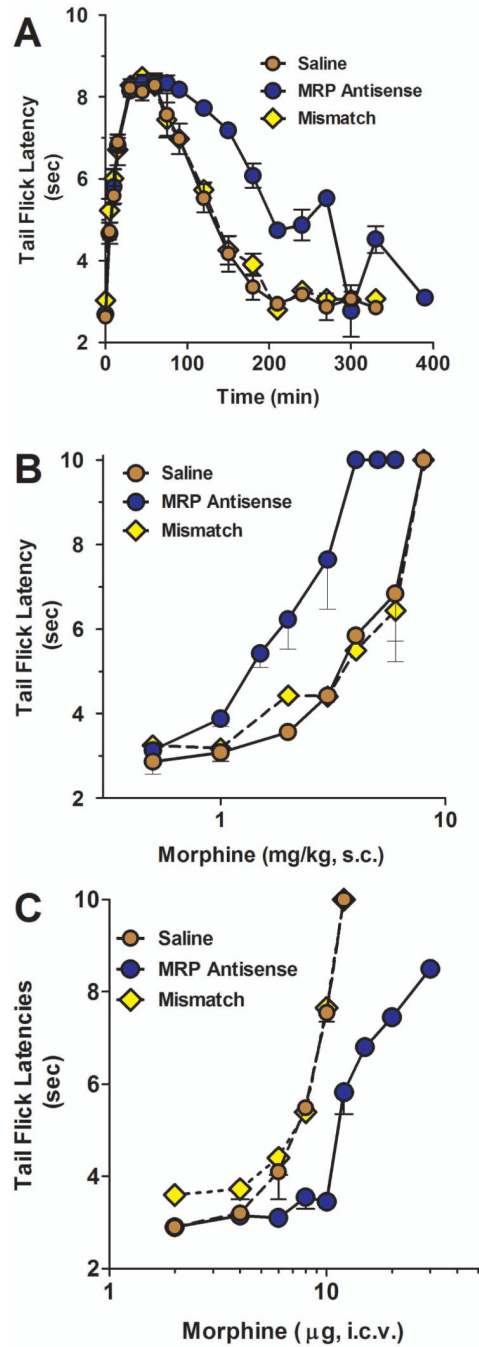 A
Saline
MRP Antisense
Mismatch
Tail Flick Latency
(sec)
10
8
6
4
2
0 100 200 300 400
Time (min)
B
Saline
MRP Antisense
Mismatch
Tail Flick Latency
(sec)
10
8
6
4
2
1 10
Morphine (mg/kg, s.c.)
C
Saline
MRP Antisense
Mismatch
Tail Flick Latencies
(sec)
10
8
6
4
2
1 10
Morphine ( μg, i.c.v.)